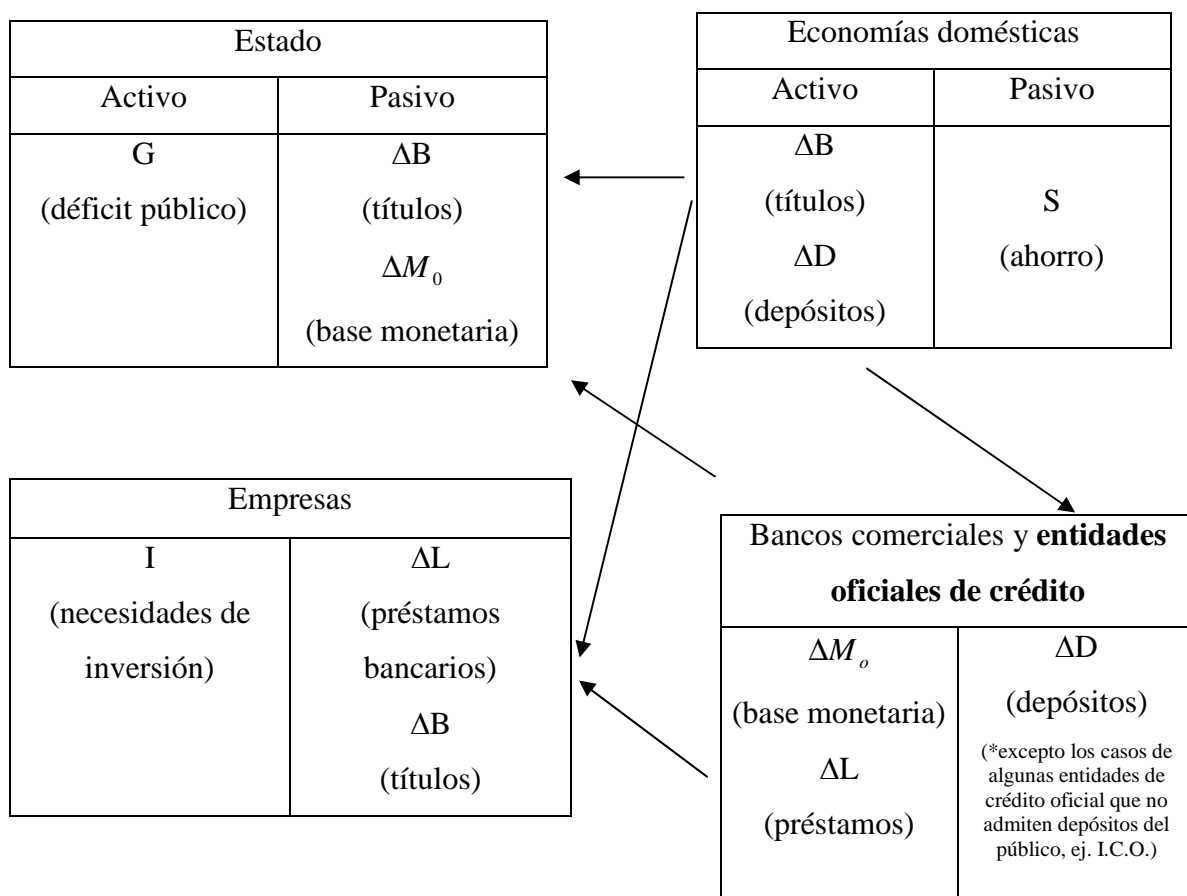 Estado
Activo
Pasivo
G
(déficit público)
ΔB
(títulos)
ΔM₀
(base monetaria)
Economías domésticas
Activo
Pasivo
ΔB
(títulos)
ΔD
(depósitos)
S
(ahorro)
Empresas
I
(necesidades de
inversión)
ΔL
(préstamos
bancarios)
ΔB
(títulos)
Bancos comerciales y entidades
oficiales de crédito
ΔMₒ
(base monetaria)
ΔL
(préstamos)
ΔD
(depósitos)
(*excepto los casos de
algunas entidades de
crédito oficial que no
admiten depósitos del
público, ej. I.C.O.)